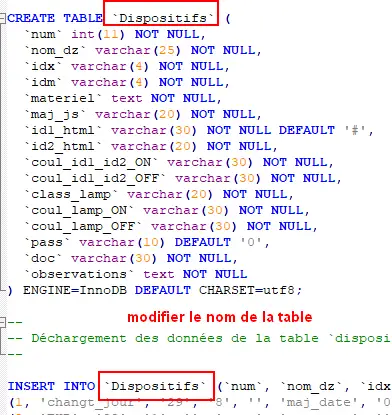 CREATE TABLE `Dispositifs` (
`num` int(11) NOT NULL,
`nom_dz` varchar(25) NOT NULL,
`idx` varchar(4) NOT NULL,
`idm` varchar(4) NOT NULL,
`materiel` text NOT NULL,
`maj_js` varchar(20) NOT NULL,
`id1_html` varchar(30) NOT NULL DEFAULT '#',
`id2_html` varchar(20) NOT NULL,
`coul_id1_id2_ON` varchar(30) NOT NULL,
`coul_id1_id2_OFF` varchar(30) NOT NULL,
`class_lamp` varchar(20) NOT NULL,
`coul_lamp_ON` varchar(30) NOT NULL,
`coul_lamp_OFF` varchar(30) NOT NULL,
`pass` varchar(10) DEFAULT '0',
`doc` varchar(30) NOT NULL,
`observations` text NOT NULL
) ENGINE=InnoDB DEFAULT CHARSET=utf8;
-- modifier le nom de la table
-- Déchargement des données de la table `disposi
--
INSERT INTO `Dispositifs` (`num`, `nom_dz`, `idx
(1, 'changt_jour', '29', '8', '', 'maj_date', '0